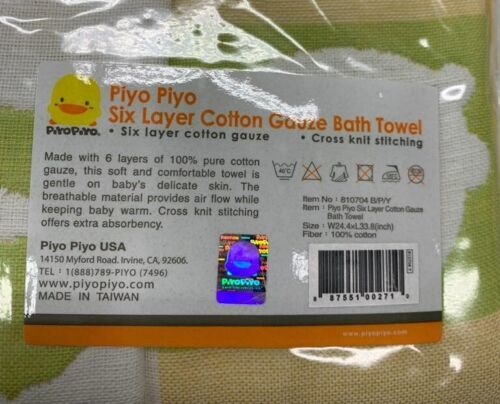 Piyo Piyo
Six Layer Cotton Gauze Bath Towel
• Six layer cotton gauze • Cross knit stitching
PiYoPiYo.
Made with 6 layers of 100% pure cotton
gauze, this soft and comfortable towel is
gentle on baby's delicate skin. The
breathable material provides air flow while
keeping baby warm. Cross knit stitching
offers extra absorbency.
Piyo Piyo USA
14150 Myford Road. Irvine, CA, 92606.
TEL : 1(888)789-PIYO (7496)
www.piyopiyo.com
MADE IN TAIWAN
40°C
Item No : 810704 B/P/Y
Item : Piyo Piyo Six Layer Cotton Gauze
Bath Towel
Size : W24.4xL33.8(inch)
Fiber : 100% cotton
PiYoPiYo
8 87551 00271 0
www.piyopiyo.com